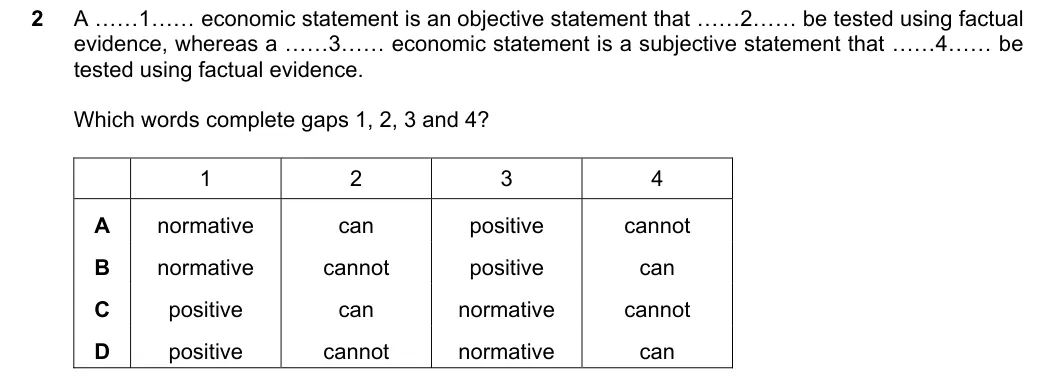 2 A ......1...... economic statement is an objective statement that ......2...... be tested using factual
evidence, whereas a ......3...... economic statement is a subjective statement that ......4...... be
tested using factual evidence.
Which words complete gaps 1, 2, 3 and 4?
1 2 3 4
A normative can positive cannot
B normative cannot positive can
C positive can normative cannot
D positive cannot normative can